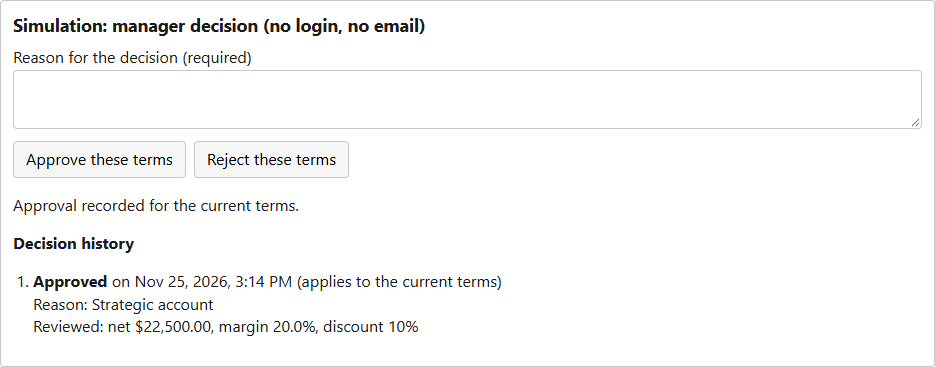 Simulation: manager decision (no login, no email)
Reason for the decision (required)
Approve these terms
Reject these terms
Approval recorded for the current terms.
Decision history
1. Approved on Nov 25, 2026, 3:14 PM (applies to the current terms)
Reason: Strategic account
Reviewed: net $22,500.00, margin 20.0%, discount 10%